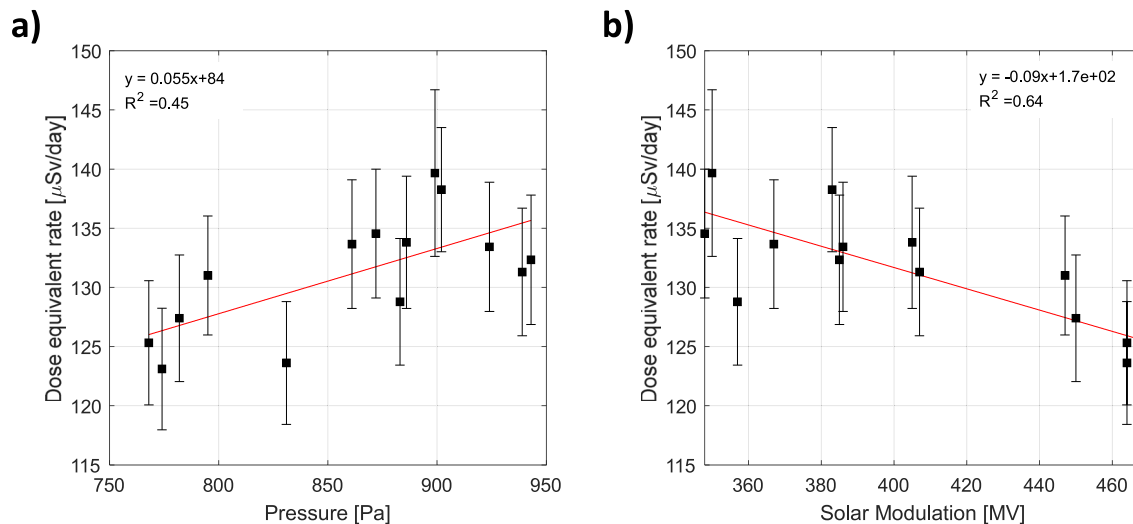 a)
y = 0.055x+84
R² =0.45
150
145
140
135
130
125
120
115
Dose equivalent rate [μSv/day]
750
800
850
900
950
Pressure [Pa]
b)
y = -0.09x+1.7e+02
R² =0.64
150
145
140
135
130
125
120
115
Dose equivalent rate [μSv/day]
360
380
400
420
440
460
Solar Modulation [MV]